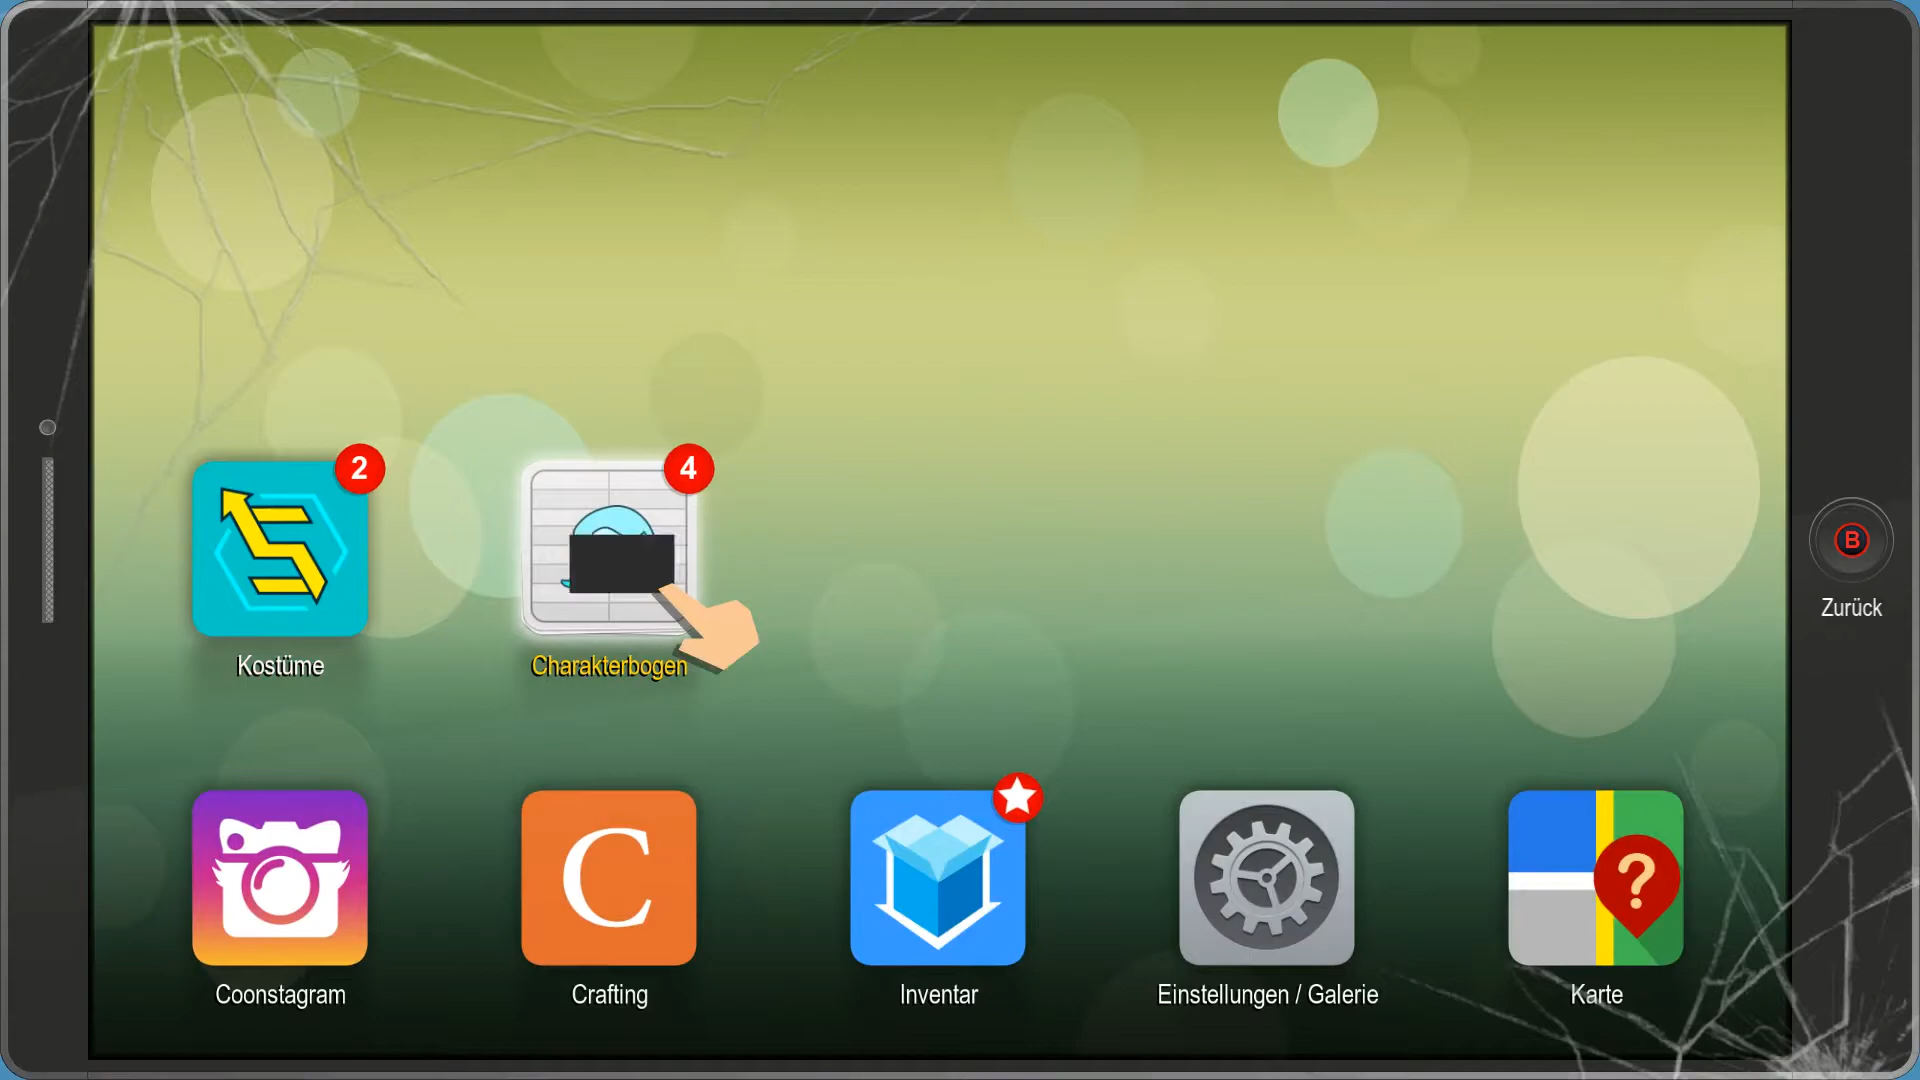 2
4
Kostüme
Charakterbogen
B
Zurück
C
?
Coonstagram
Crafting
Inventar
Einstellungen / Galerie
Karte